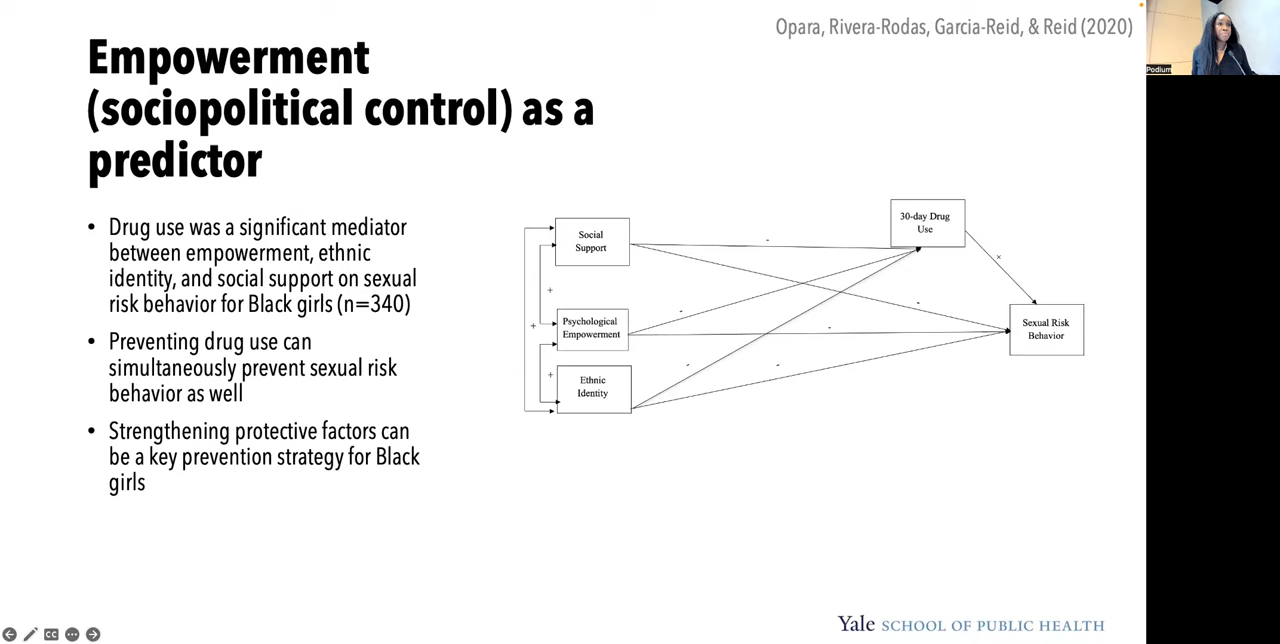 Opara, Rivera-Rodas, Garcia-Reid, & Reid (2020)
Podium
Empowerment
(sociopolitical control) as a
predictor
• Drug use was a significant mediator
between empowerment, ethnic
identity, and social support on sexual
risk behavior for Black girls (n=340)
• Preventing drug use can
simultaneously prevent sexual risk
behavior as well
• Strengthening protective factors can
be a key prevention strategy for Black
girls
Social
Support
Psychological
Empowerment
Ethnic
Identity
30-day Drug
Use
Sexual Risk
Behavior
+
+
+
-
-
-
-
-
-
+
CC
Yale SCHOOL OF PUBLIC HEALTH